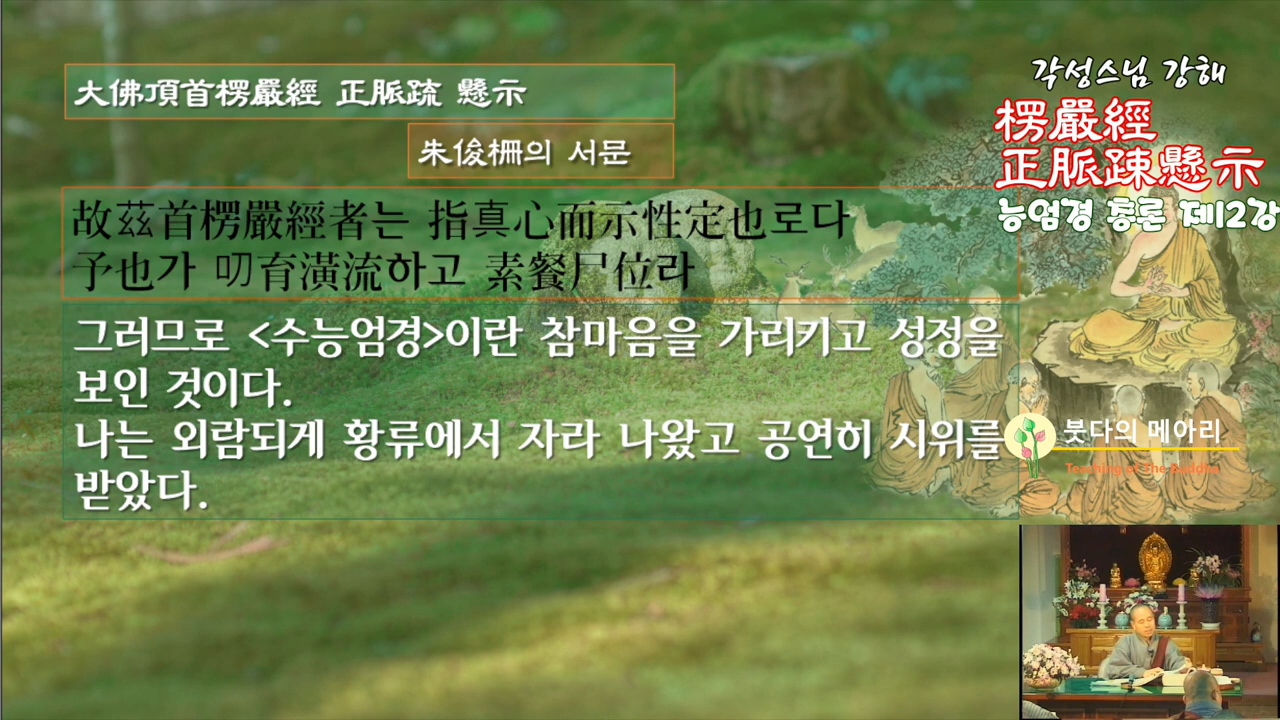 大佛頂首楞嚴經 正脈疏 懸示
朱俊柵의 서문
故茲首楞嚴經者는 指真心而示性定也로다
予也가 叨育潢流하고 素餐尸位라
그러므로 <수능엄경>이란 참마음을 가리키고 성정을
보인 것이다.
나는 외람되게 황류에서 자라 나왔고 공연히 시위를
받았다.
각성스님 강해
楞嚴經
正脈疎懸示
능엄경 총론 제2강
붓다의 메아리
Teaching of The Buddha